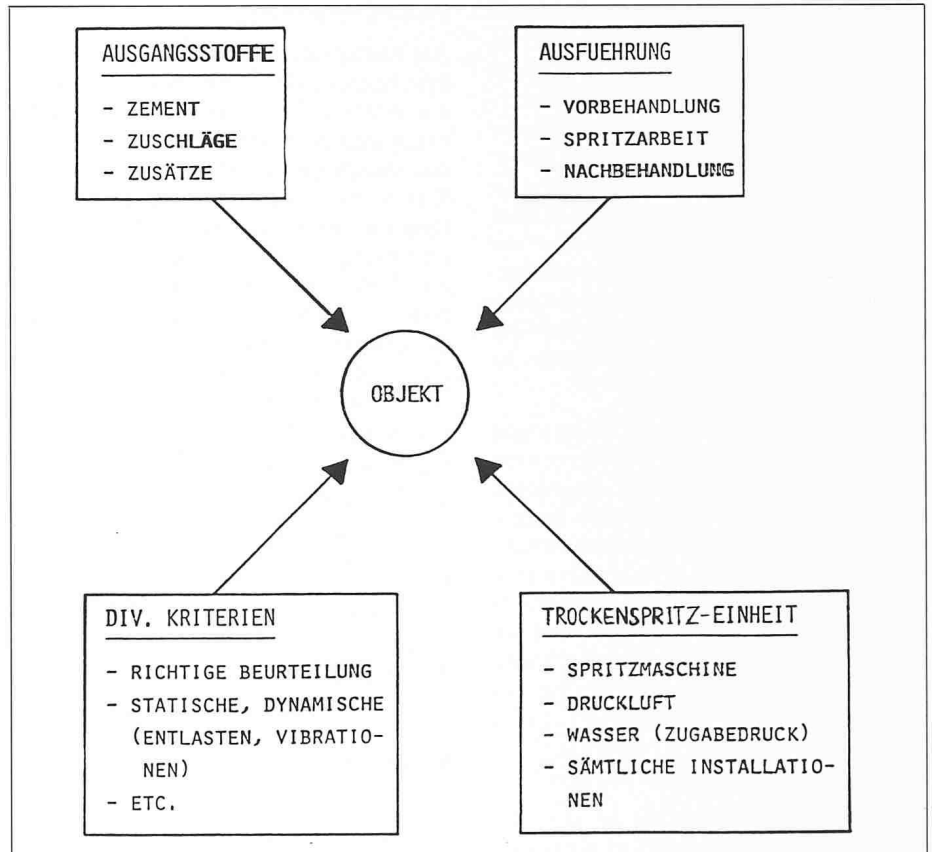 AUSGANGSSTOFFE
- ZEMENT
- ZUSCHLÄGE
- ZUSÄTZE
AUSFUEHRUNG
- VORBEHANDLUNG
- SPRITZARBEIT
- NACHBEHANDLUNG
OBJEKT
DIV. KRITERIEN
- RICHTIGE BEURTEILUNG
- STATISCHE, DYNAMISCHE
(ENTLASTEN, VIBRATIO-
NEN)
- ETC.
TROCKENSPRITZ-EINHEIT
- SPRITZMASCHINE
- DRUCKLUFT
- WASSER (ZUGABEDRUCK)
- SÄMTLICHE INSTALLATIO-
NEN